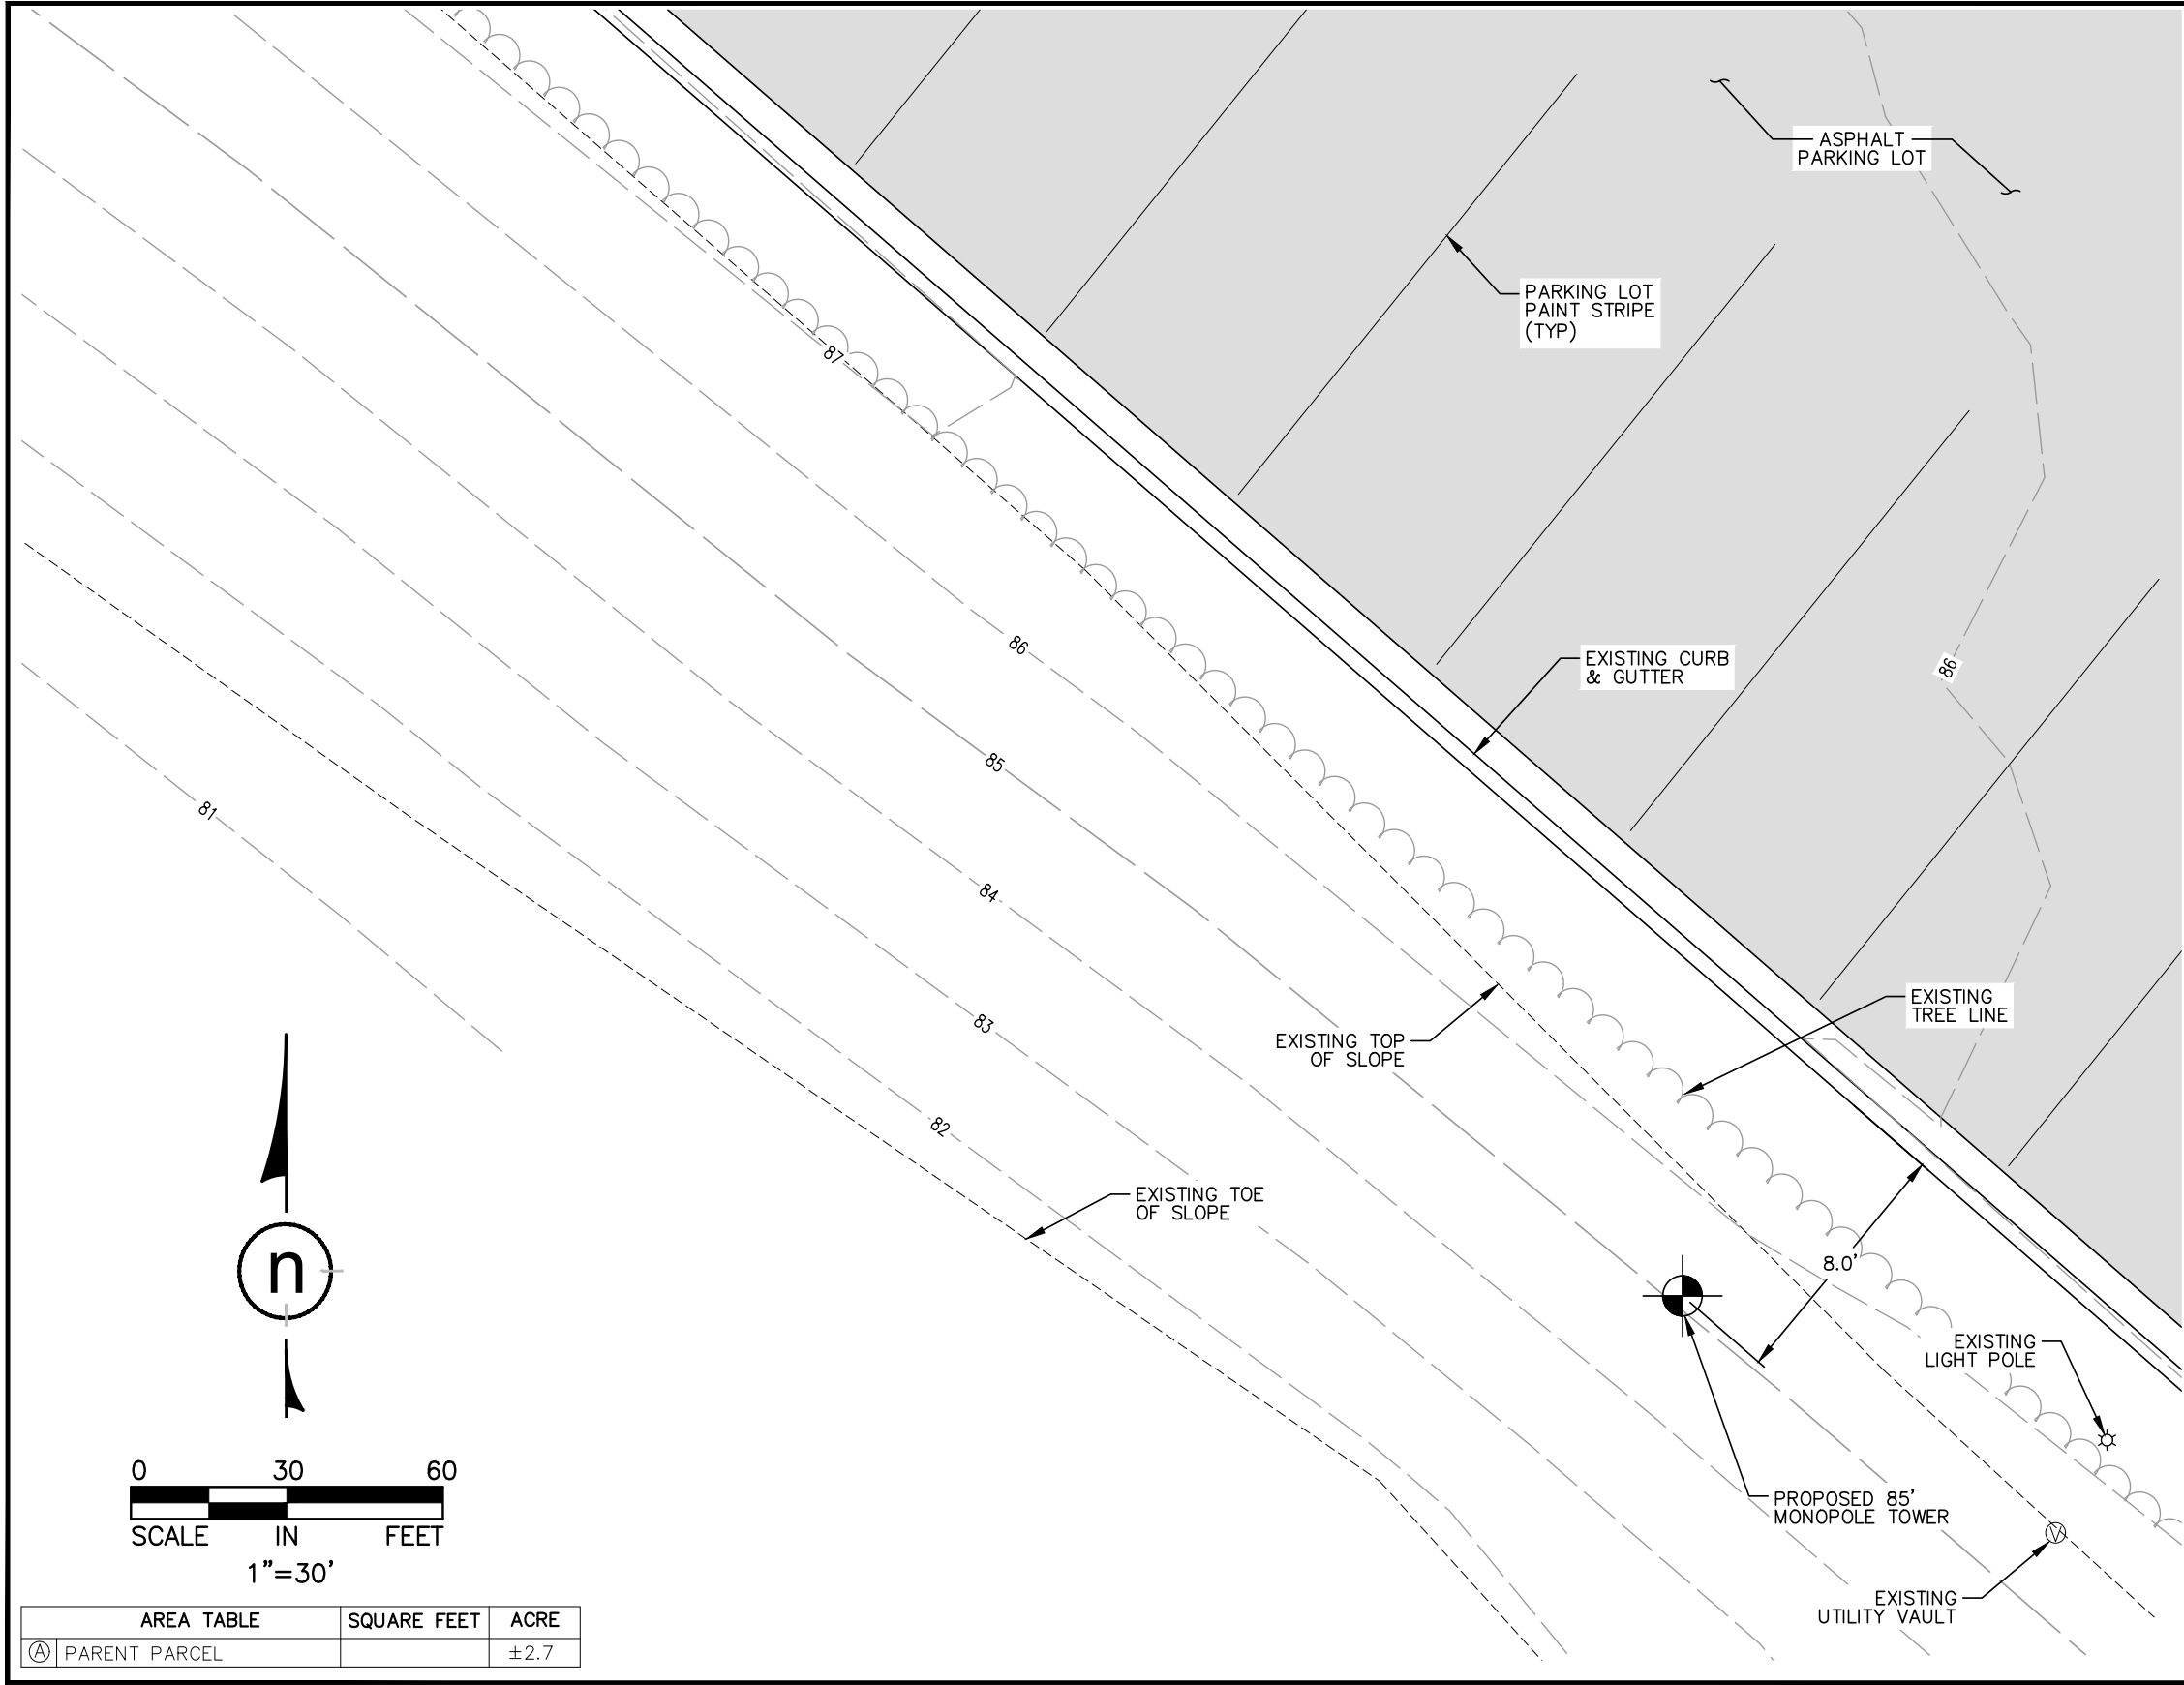 ASPHALT
PARKING LOT
PARKING LOT
PAINT STRIPE
(TYP)
87
86
EXISTING CURB
& GUTTER
86
85
81
84
EXISTING
TREE LINE
83
EXISTING TOP
OF SLOPE
82
EXISTING TOE
OF SLOPE
8.0'
n
EXISTING
LIGHT POLE
0 30 60
SCALE IN FEET
1"=30'
PROPOSED 85'
MONOPOLE TOWER
V
EXISTING
UTILITY VAULT
AREA TABLE SQUARE FEET ACRE
A PARENT PARCEL ±2.7